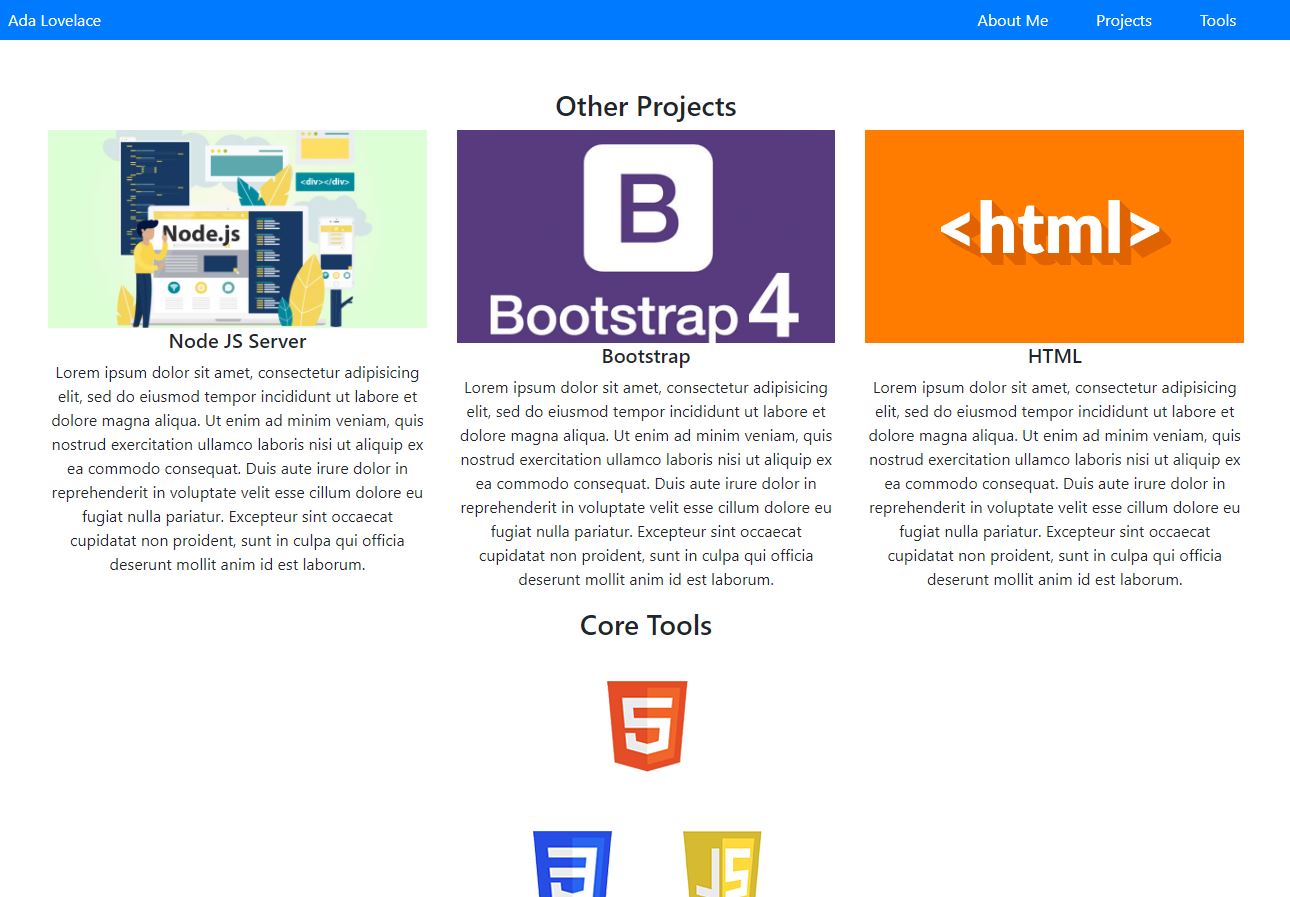 Ada Lovelace
About Me
Projects
Tools
Other Projects
<div></div>
Node.js
Node JS Server
Lorem ipsum dolor sit amet, consectetur adipisicing
elit, sed do eiusmod tempor incididunt ut labore et
dolore magna aliqua. Ut enim ad minim veniam, quis
nostrud exercitation ullamco laboris nisi ut aliquip ex
ea commodo consequat. Duis aute irure dolor in
reprehenderit in voluptate velit esse cillum dolore eu
fugiat nulla pariatur. Excepteur sint occaecat
cupidatat non proident, sunt in culpa qui officia
deserunt mollit anim id est laborum.
B
Bootstrap 4
Bootstrap
Lorem ipsum dolor sit amet, consectetur adipisicing
elit, sed do eiusmod tempor incididunt ut labore et
dolore magna aliqua. Ut enim ad minim veniam, quis
nostrud exercitation ullamco laboris nisi ut aliquip ex
ea commodo consequat. Duis aute irure dolor in
reprehenderit in voluptate velit esse cillum dolore eu
fugiat nulla pariatur. Excepteur sint occaecat
cupidatat non proident, sunt in culpa qui officia
deserunt mollit anim id est laborum.
<html>
HTML
Lorem ipsum dolor sit amet, consectetur adipisicing
elit, sed do eiusmod tempor incididunt ut labore et
dolore magna aliqua. Ut enim ad minim veniam, quis
nostrud exercitation ullamco laboris nisi ut aliquip ex
ea commodo consequat. Duis aute irure dolor in
reprehenderit in voluptate velit esse cillum dolore eu
fugiat nulla pariatur. Excepteur sint occaecat
cupidatat non proident, sunt in culpa qui officia
deserunt mollit anim id est laborum.
Core Tools
5
3
JS